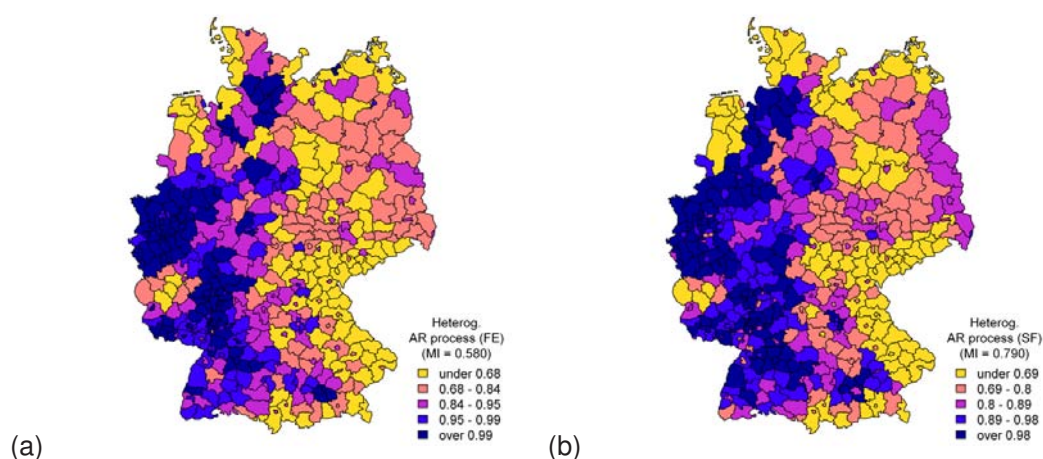 Heterog.
AR process (FE)
(MI = 0.580)
under 0.68
0.68 - 0.84
0.84 - 0.95
0.95 - 0.99
over 0.99
(a)
Heterog.
AR process (SF)
(MI = 0.790)
under 0.69
0.69 - 0.8
0.8 - 0.89
0.89 - 0.98
over 0.98
(b)